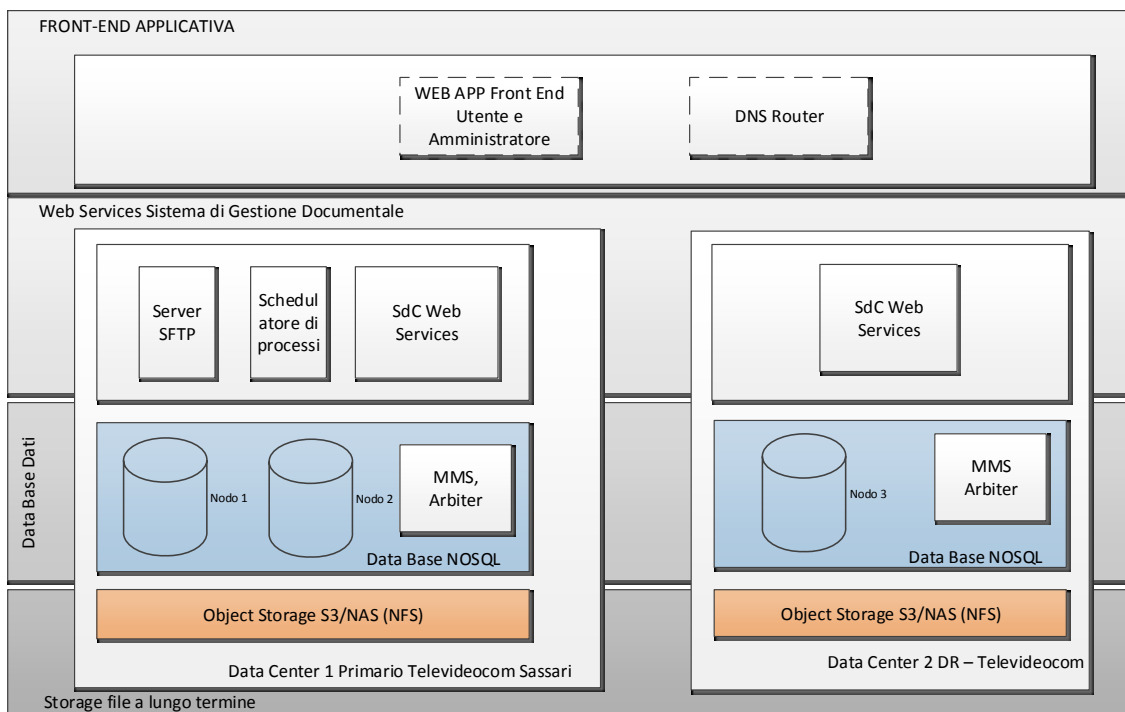 FRONT-END APPLICATIVA
WEB APP Front End
Utente e
Amministratore
DNS Router
Web Services Sistema di Gestione Documentale
Server
SFTP
Schedul
atore di
processi
SdC Web
Services
SdC Web
Services
Data Base Dati
Nodo 1
Nodo 2
MMS,
Arbiter
Data Base NOSQL
Nodo 3
MMS
Arbiter
Data Base NOSQL
Object Storage S3/NAS (NFS)
Object Storage S3/NAS (NFS)
Data Center 1 Primario Televideocom Sassari
Data Center 2 DR – Televideocom
Storage file a lungo termine